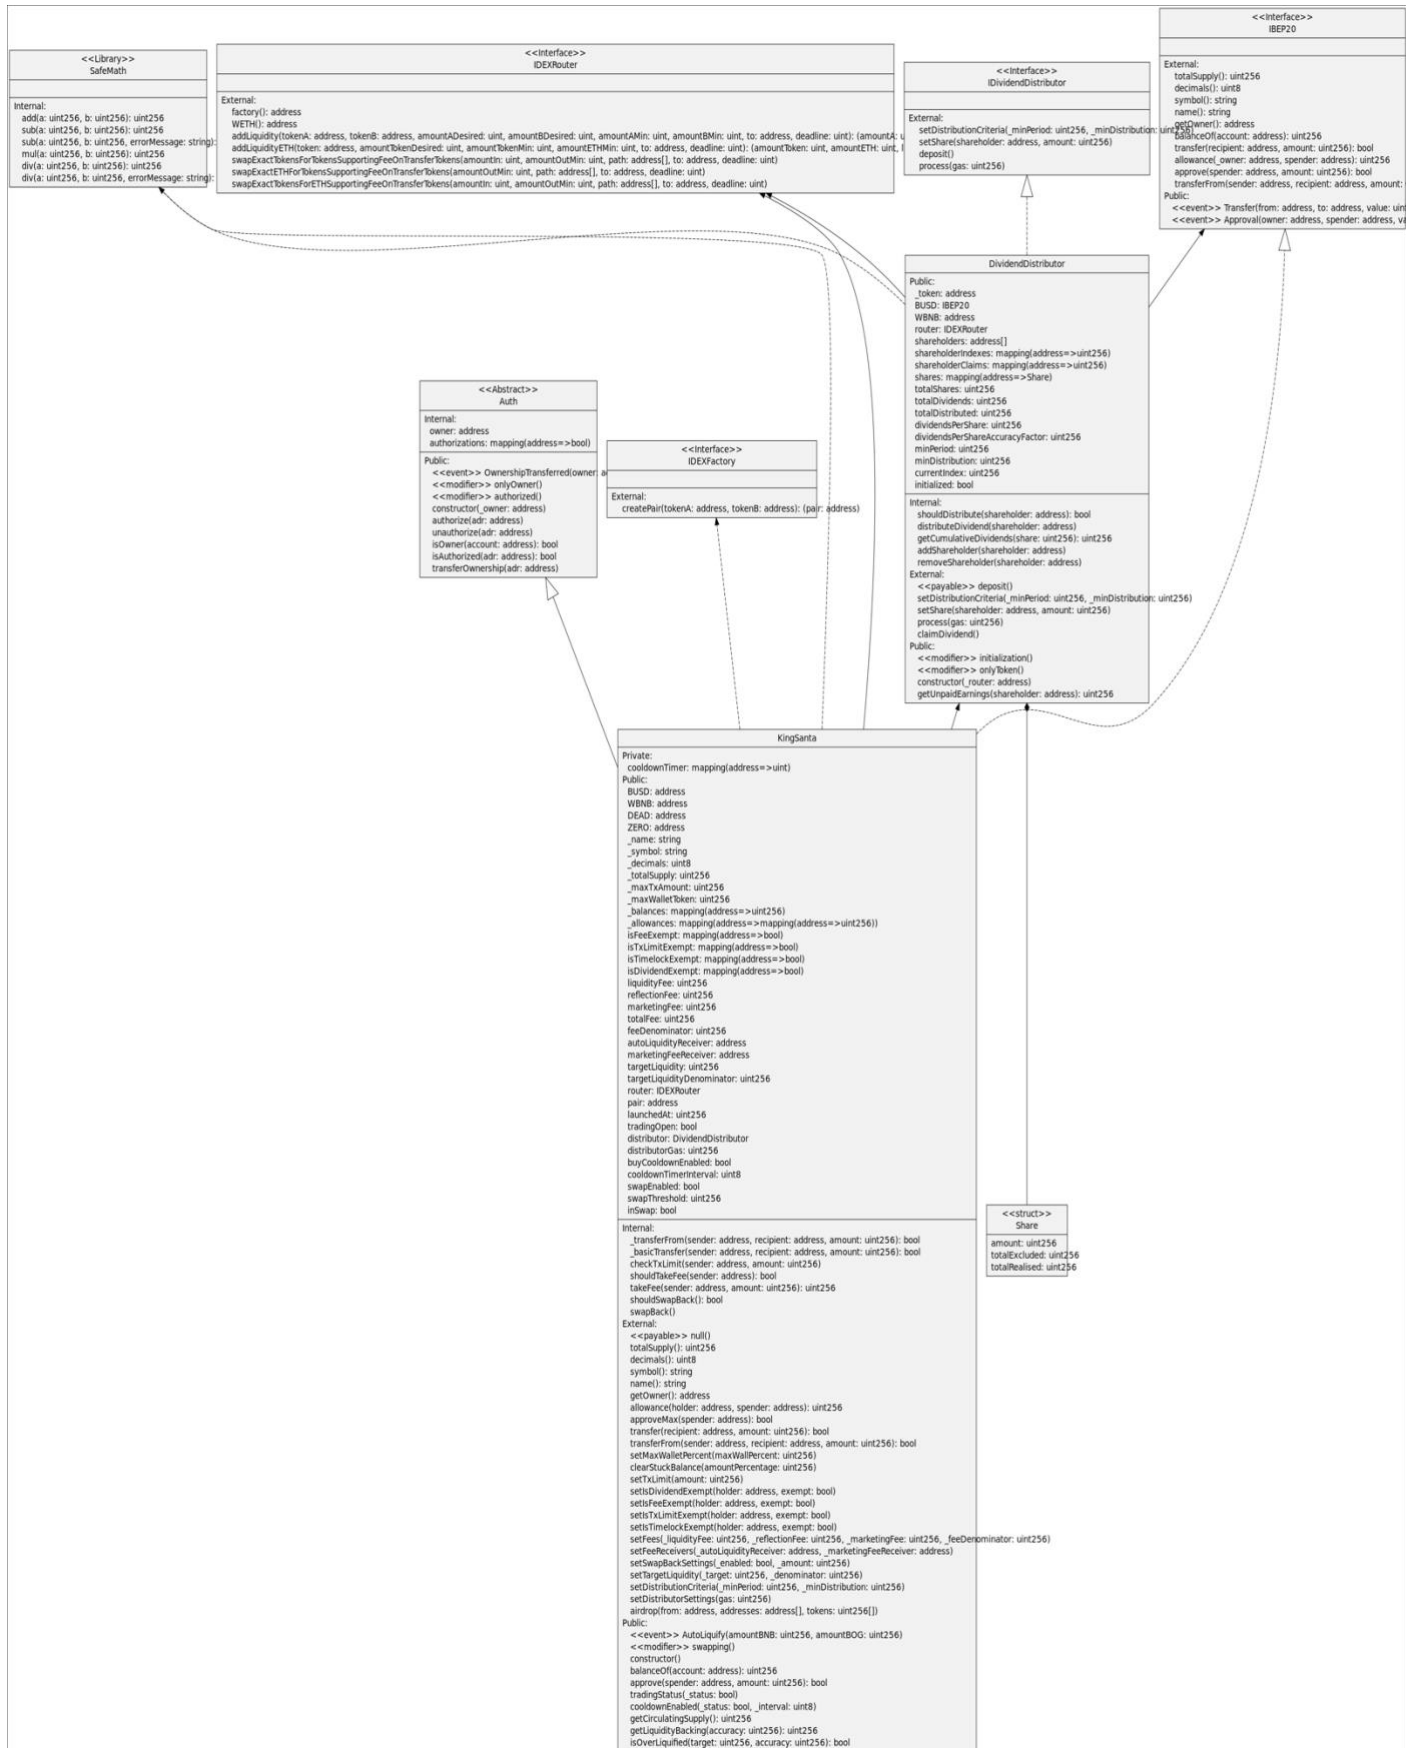 <<Library>>
SafeMath
Internal:
add(a: uint256, b: uint256): uint256
sub(a: uint256, b: uint256): uint256
sub(a: uint256, b: uint256, errorMessage: string):
mul(a: uint256, b: uint256): uint256
div(a: uint256, b: uint256): uint256
div(a: uint256, b: uint256, errorMessage: string):
<<Interface>>
IDEXRouter
External:
factory(): address
WETH(): address
addLiquidity(tokenA: address, tokenB: address, amountADesired: uint, amountBDesired: uint, amountAMin: uint, amountBMin: uint, to: address, deadline: uint): (amountA: u
addLiquidityETH(token: address, amountTokenDesired: uint, amountTokenMin: uint, amountETHMin: uint, to: address, deadline: uint): (amountToken: uint, amountETH: uint, l
swapExactTokensForTokensSupportingFeeOnTransferTokens(amountIn: uint, amountOutMin: uint, path: address[], to: address, deadline: uint)
swapExactETHForTokensSupportingFeeOnTransferTokens(amountOutMin: uint, path: address[], to: address, deadline: uint)
swapExactTokensForETHSupportingFeeOnTransferTokens(amountIn: uint, amountOutMin: uint, path: address[], to: address, deadline: uint)
<<Interface>>
IDividendDistributor
External:
setDistributionCriteria(_minPeriod: uint256, _minDistribution: uint256)
setShare(shareholder: address, amount: uint256)
deposit()
process(gas: uint256)
<<Interface>>
IBEP20
External:
totalSupply(): uint256
decimals(): uint8
symbol(): string
name(): string
getOwner(): address
balanceOf(account: address): uint256
transfer(recipient: address, amount: uint256): bool
allowance(_owner: address, spender: address): uint256
approve(spender: address, amount: uint256): bool
transferFrom(sender: address, recipient: address, amount:
Public:
<<event>> Transfer(from: address, to: address, value: uint
<<event>> Approval(owner: address, spender: address, va
DividendDistributor
Public:
_token: address
BUSD: IBEP20
WBNB: address
router: IDEXRouter
shareholders: address[]
shareholderIndexes: mapping(address=>uint256)
shareholderClaims: mapping(address=>uint256)
shares: mapping(address=>Share)
totalShares: uint256
totalDividends: uint256
totalDistributed: uint256
dividendsPerShare: uint256
dividendsPerShareAccuracyFactor: uint256
minPeriod: uint256
minDistribution: uint256
currentIndex: uint256
initialized: bool
Internal:
shouldDistribute(shareholder: address): bool
distributeDividend(shareholder: address)
getCumulativeDividends(share: uint256): uint256
addShareholder(shareholder: address)
removeShareholder(shareholder: address)
External:
<<payable>> deposit()
setDistributionCriteria(_minPeriod: uint256, _minDistribution: uint256)
setShare(shareholder: address, amount: uint256)
process(gas: uint256)
claimDividend()
Public:
<<modifier>> initialization()
<<modifier>> onlyToken()
constructor(_router: address)
getUnpaidEarnings(shareholder: address): uint256
<<Abstract>>
Auth
Internal:
owner: address
authorizations: mapping(address=>bool)
Public:
<<event>> OwnershipTransferred(owner: a
<<modifier>> onlyOwner()
<<modifier>> authorized()
constructor(_owner: address)
authorize(adr: address)
unauthorize(adr: address)
isOwner(account: address): bool
isAuthorized(adr: address): bool
transferOwnership(adr: address)
<<Interface>>
IDEXFactory
External:
createPair(tokenA: address, tokenB: address): (pair: address)
KingSanta
Private:
cooldownTimer: mapping(address=>uint)
Public:
BUSD: address
WBNB: address
DEAD: address
ZERO: address
_name: string
_symbol: string
_decimals: uint8
_totalSupply: uint256
_maxTxAmount: uint256
_maxWalletToken: uint256
_balances: mapping(address=>uint256)
_allowances: mapping(address=>mapping(address=>uint256))
isFeeExempt: mapping(address=>bool)
isTxLimitExempt: mapping(address=>bool)
isTimelockExempt: mapping(address=>bool)
isDividendExempt: mapping(address=>bool)
liquidityFee: uint256
reflectionFee: uint256
marketingFee: uint256
totalFee: uint256
feeDenominator: uint256
autoLiquidityReceiver: address
marketingFeeReceiver: address
targetLiquidity: uint256
targetLiquidityDenominator: uint256
router: IDEXRouter
pair: address
launchedAt: uint256
tradingOpen: bool
distributor: DividendDistributor
distributorGas: uint256
buyCooldownEnabled: bool
cooldownTimerInterval: uint8
swapEnabled: bool
swapThreshold: uint256
inSwap: bool
Internal:
_transferFrom(sender: address, recipient: address, amount: uint256): bool
_basicTransfer(sender: address, recipient: address, amount: uint256): bool
checkTxLimit(sender: address, amount: uint256)
shouldTakeFee(sender: address): bool
takeFee(sender: address, amount: uint256): uint256
shouldSwapBack(): bool
swapBack()
External:
<<payable>> null()
totalSupply(): uint256
decimals(): uint8
symbol(): string
name(): string
getOwner(): address
allowance(holder: address, spender: address): uint256
approveMax(spender: address): bool
transfer(recipient: address, amount: uint256): bool
transferFrom(sender: address, recipient: address, amount: uint256): bool
setMaxWalletPercent(maxWallPercent: uint256)
clearStuckBalance(amountPercentage: uint256)
setTxLimit(amount: uint256)
setIsDividendExempt(holder: address, exempt: bool)
setIsFeeExempt(holder: address, exempt: bool)
setIsTxLimitExempt(holder: address, exempt: bool)
setIsTimelockExempt(holder: address, exempt: bool)
setFees(_liquidityFee: uint256, _reflectionFee: uint256, _marketingFee: uint256, _feeDenominator: uint256)
setFeeReceivers(_autoLiquidityReceiver: address, _marketingFeeReceiver: address)
setSwapBackSettings(_enabled: bool, _amount: uint256)
setTargetLiquidity(_target: uint256, _denominator: uint256)
setDistributionCriteria(_minPeriod: uint256, _minDistribution: uint256)
setDistributorSettings(gas: uint256)
airdrop(from: address, addresses: address[], tokens: uint256[])
Public:
<<event>> AutoLiquify(amountBNB: uint256, amountBOG: uint256)
<<modifier>> swapping()
constructor()
balanceOf(account: address): uint256
approve(spender: address, amount: uint256): bool
tradingStatus(_status: bool)
cooldownEnabled(_status: bool, _interval: uint8)
getCirculatingSupply(): uint256
getLiquidityBacking(accuracy: uint256): uint256
isOverLiquified(target: uint256, accuracy: uint256): bool
<<struct>>
Share
amount: uint256
totalExcluded: uint256
totalRealised: uint256